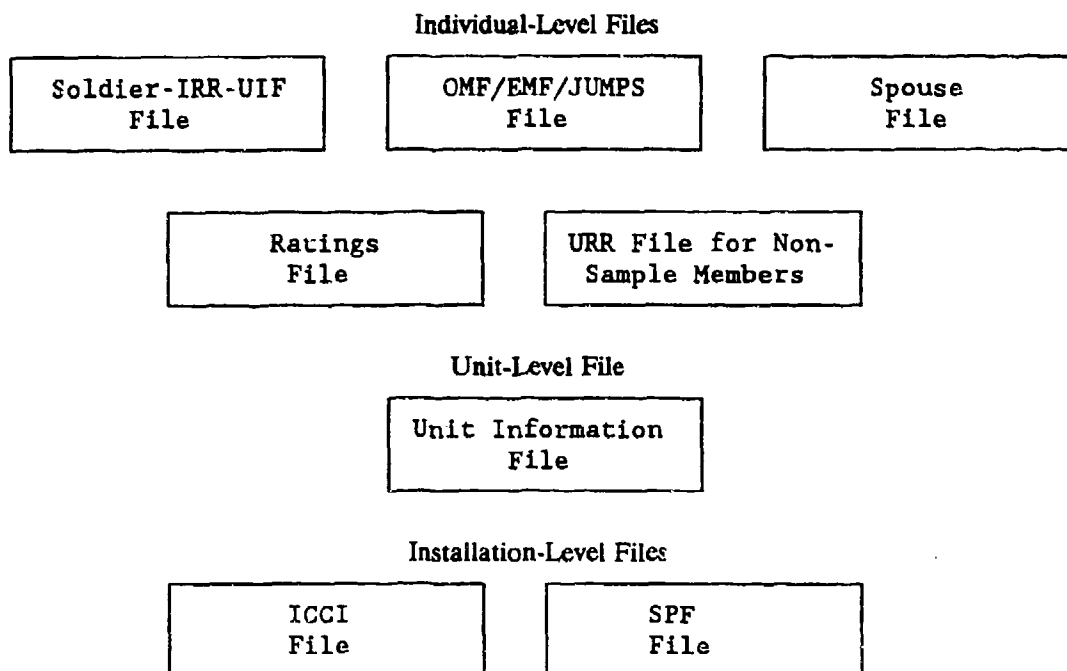 Individual-Level Files
Soldier-IRR-UIF
File
OMF/EMF/JUMPS
File
Spouse
File
Ratings
File
URR File for Non-
Sample Members
Unit-Level File
Unit Information
File
Installation-Level Files
ICCI
File
SPF
File